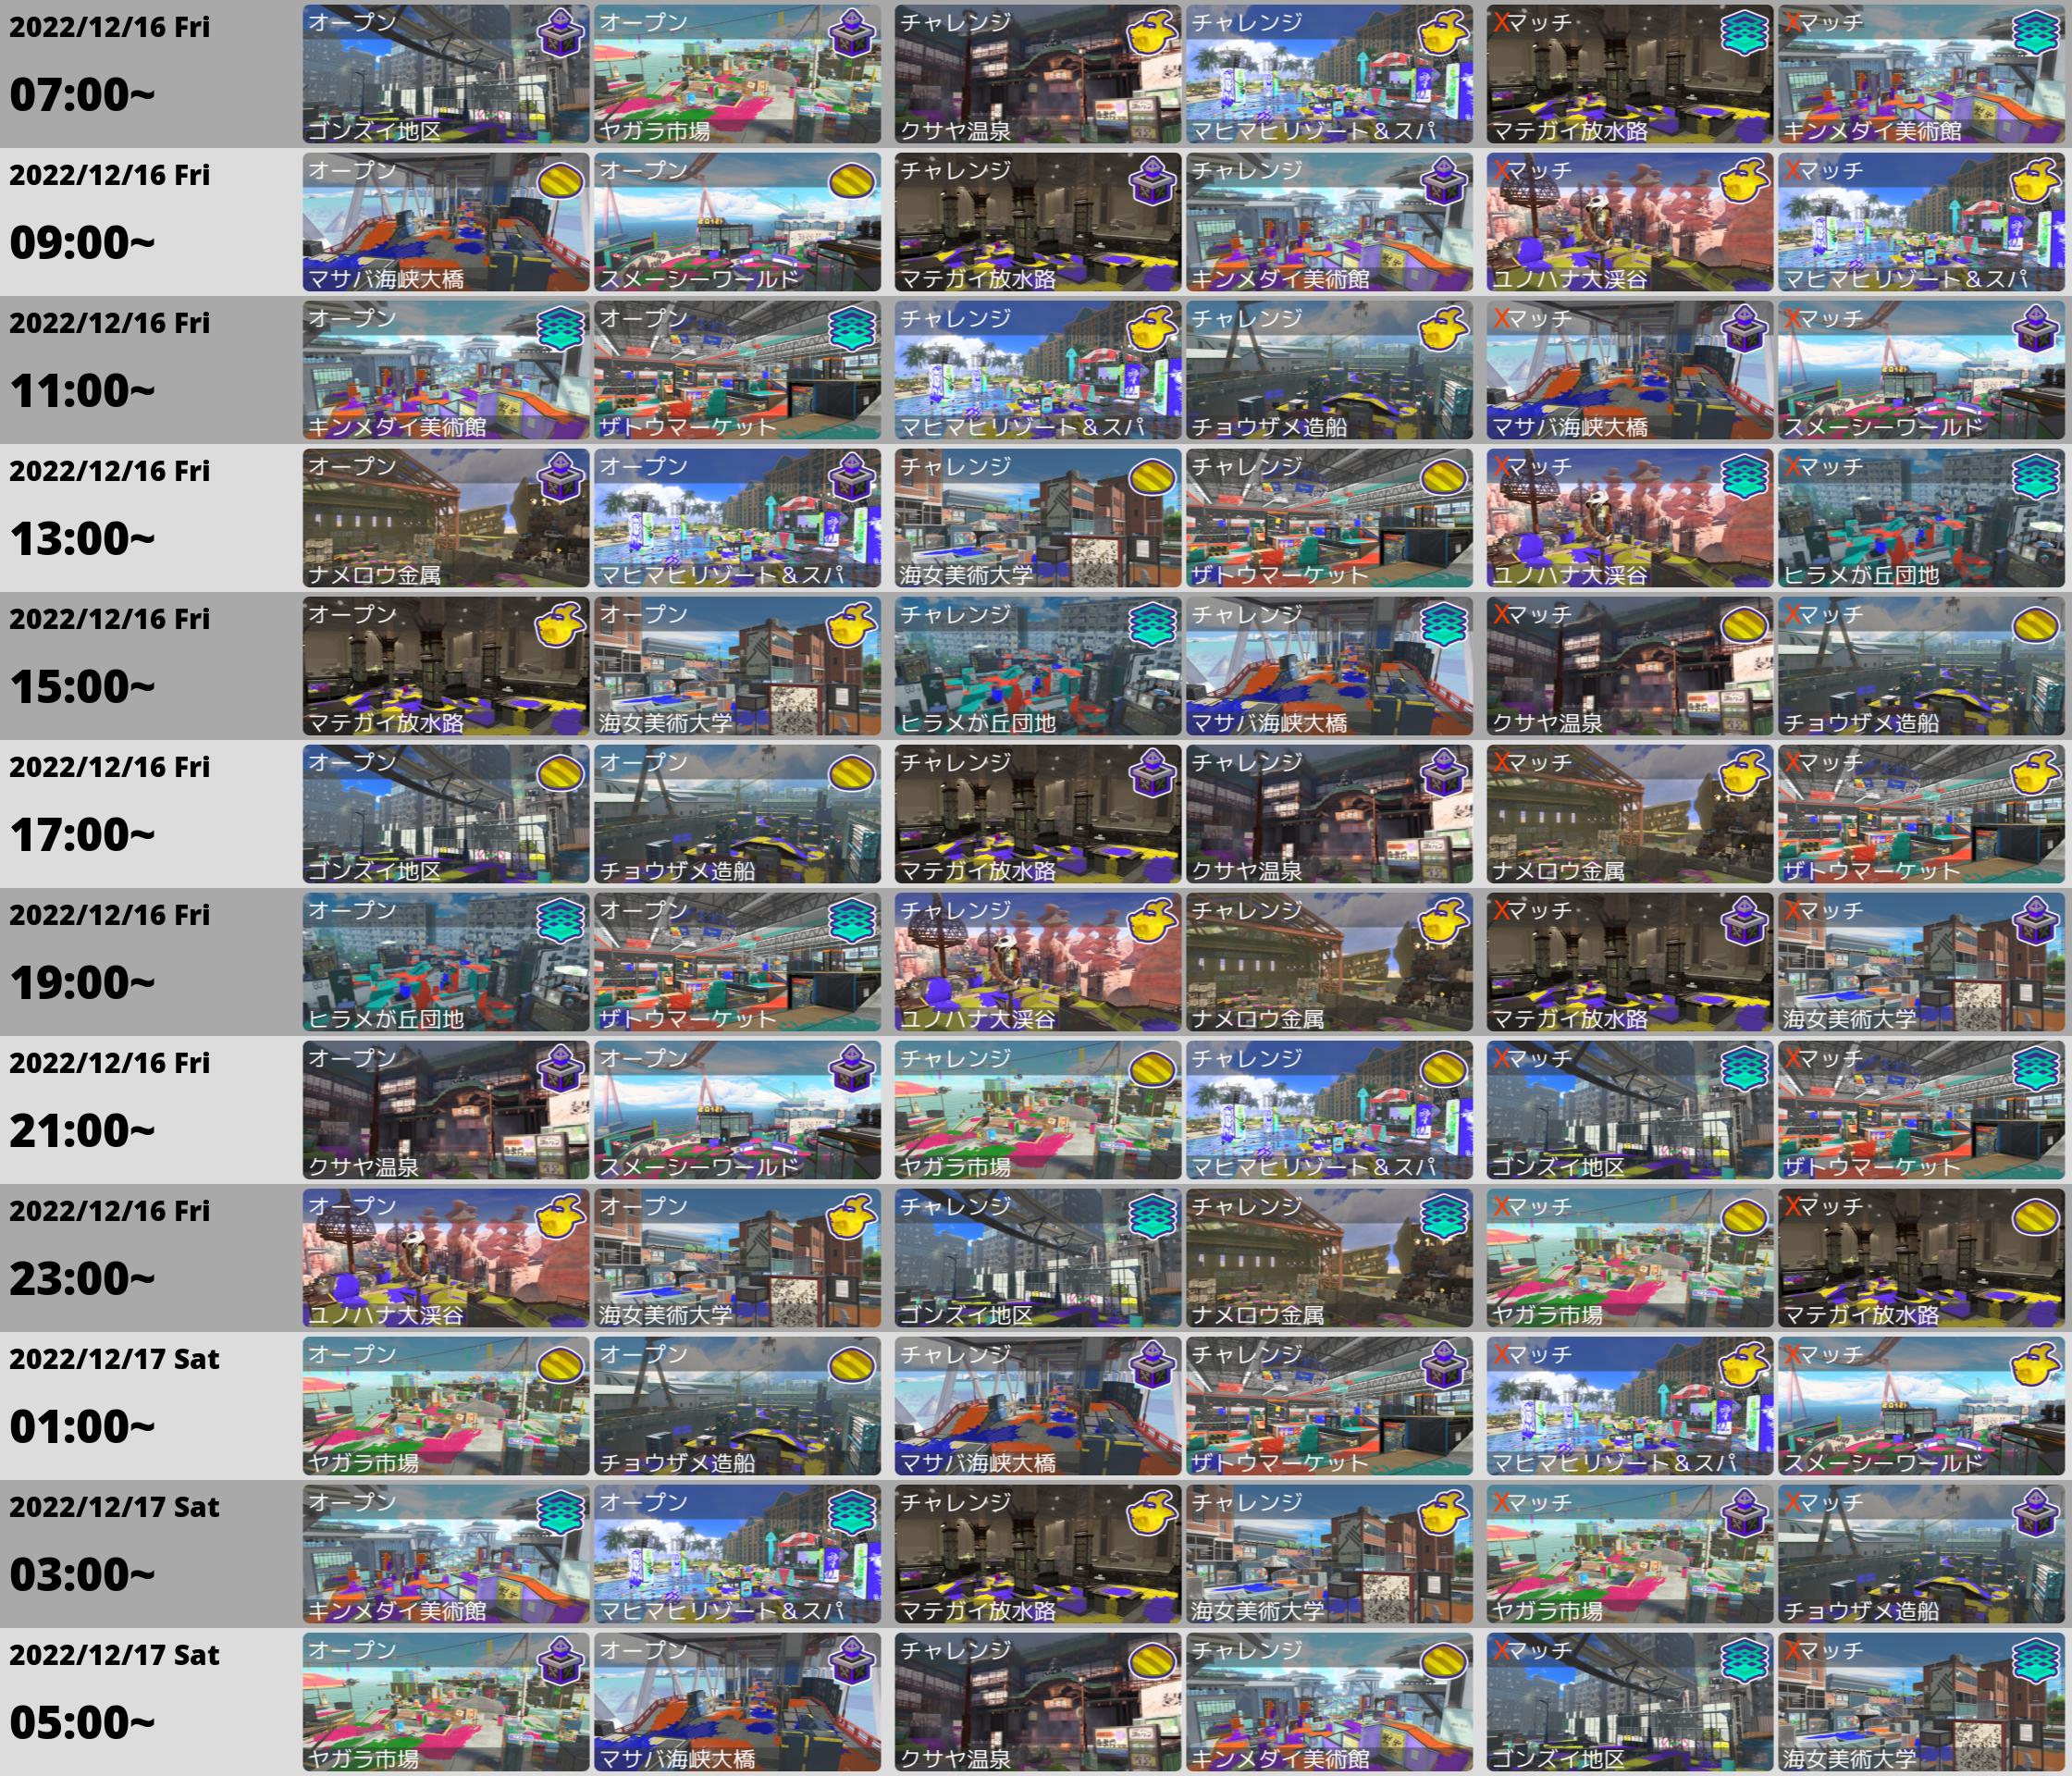 2022/12/16 Fri
07:00~
オープン オープン チャレンジ チャレンジ Xマッチ Xマッチ
ゴンズイ地区 ヤガラ市場 クサヤ温泉 マヒマヒリゾート＆スパ マテガイ放水路 キンメダイ美術館
2022/12/16 Fri
09:00~
オープン オープン チャレンジ チャレンジ Xマッチ Xマッチ
マサバ海峡大橋 スメーシーワールド マテガイ放水路 キンメダイ美術館 ユノハナ大渓谷 マヒマヒリゾート＆スパ
2022/12/16 Fri
11:00~
オープン オープン チャレンジ チャレンジ Xマッチ Xマッチ
キンメダイ美術館 ザトウマーケット マヒマヒリゾート＆スパ チョウザメ造船 マサバ海峡大橋 スメーシーワールド
2022/12/16 Fri
13:00~
オープン オープン チャレンジ チャレンジ Xマッチ Xマッチ
ナメロウ金属 マヒマヒリゾート＆スパ 海女美術大学 ザトウマーケット ユノハナ大渓谷 ヒラメが丘団地
2022/12/16 Fri
15:00~
オープン オープン チャレンジ チャレンジ Xマッチ Xマッチ
マテガイ放水路 海女美術大学 ヒラメが丘団地 マサバ海峡大橋 クサヤ温泉 チョウザメ造船
2022/12/16 Fri
17:00~
オープン オープン チャレンジ チャレンジ Xマッチ Xマッチ
ゴンズイ地区 チョウザメ造船 マテガイ放水路 クサヤ温泉 ナメロウ金属 ザトウマーケット
2022/12/16 Fri
19:00~
オープン オープン チャレンジ チャレンジ Xマッチ Xマッチ
ヒラメが丘団地 ザトウマーケット ユノハナ大渓谷 ナメロウ金属 マテガイ放水路 海女美術大学
2022/12/16 Fri
21:00~
オープン オープン チャレンジ チャレンジ Xマッチ Xマッチ
クサヤ温泉 スメーシーワールド ヤガラ市場 マヒマヒリゾート＆スパ ゴンズイ地区 ザトウマーケット
2022/12/16 Fri
23:00~
オープン オープン チャレンジ チャレンジ Xマッチ Xマッチ
ユノハナ大渓谷 海女美術大学 ゴンズイ地区 ナメロウ金属 ヤガラ市場 マテガイ放水路
2022/12/17 Sat
01:00~
オープン オープン チャレンジ チャレンジ Xマッチ Xマッチ
ヤガラ市場 チョウザメ造船 マサバ海峡大橋 ザトウマーケット マヒマヒリゾート＆スパ スメーシーワールド
2022/12/17 Sat
03:00~
オープン オープン チャレンジ チャレンジ Xマッチ Xマッチ
キンメダイ美術館 マヒマヒリゾート＆スパ マテガイ放水路 海女美術大学 ヤガラ市場 チョウザメ造船
2022/12/17 Sat
05:00~
オープン オープン チャレンジ チャレンジ Xマッチ Xマッチ
ヤガラ市場 マサバ海峡大橋 クサヤ温泉 キンメダイ美術館 ゴンズイ地区 海女美術大学